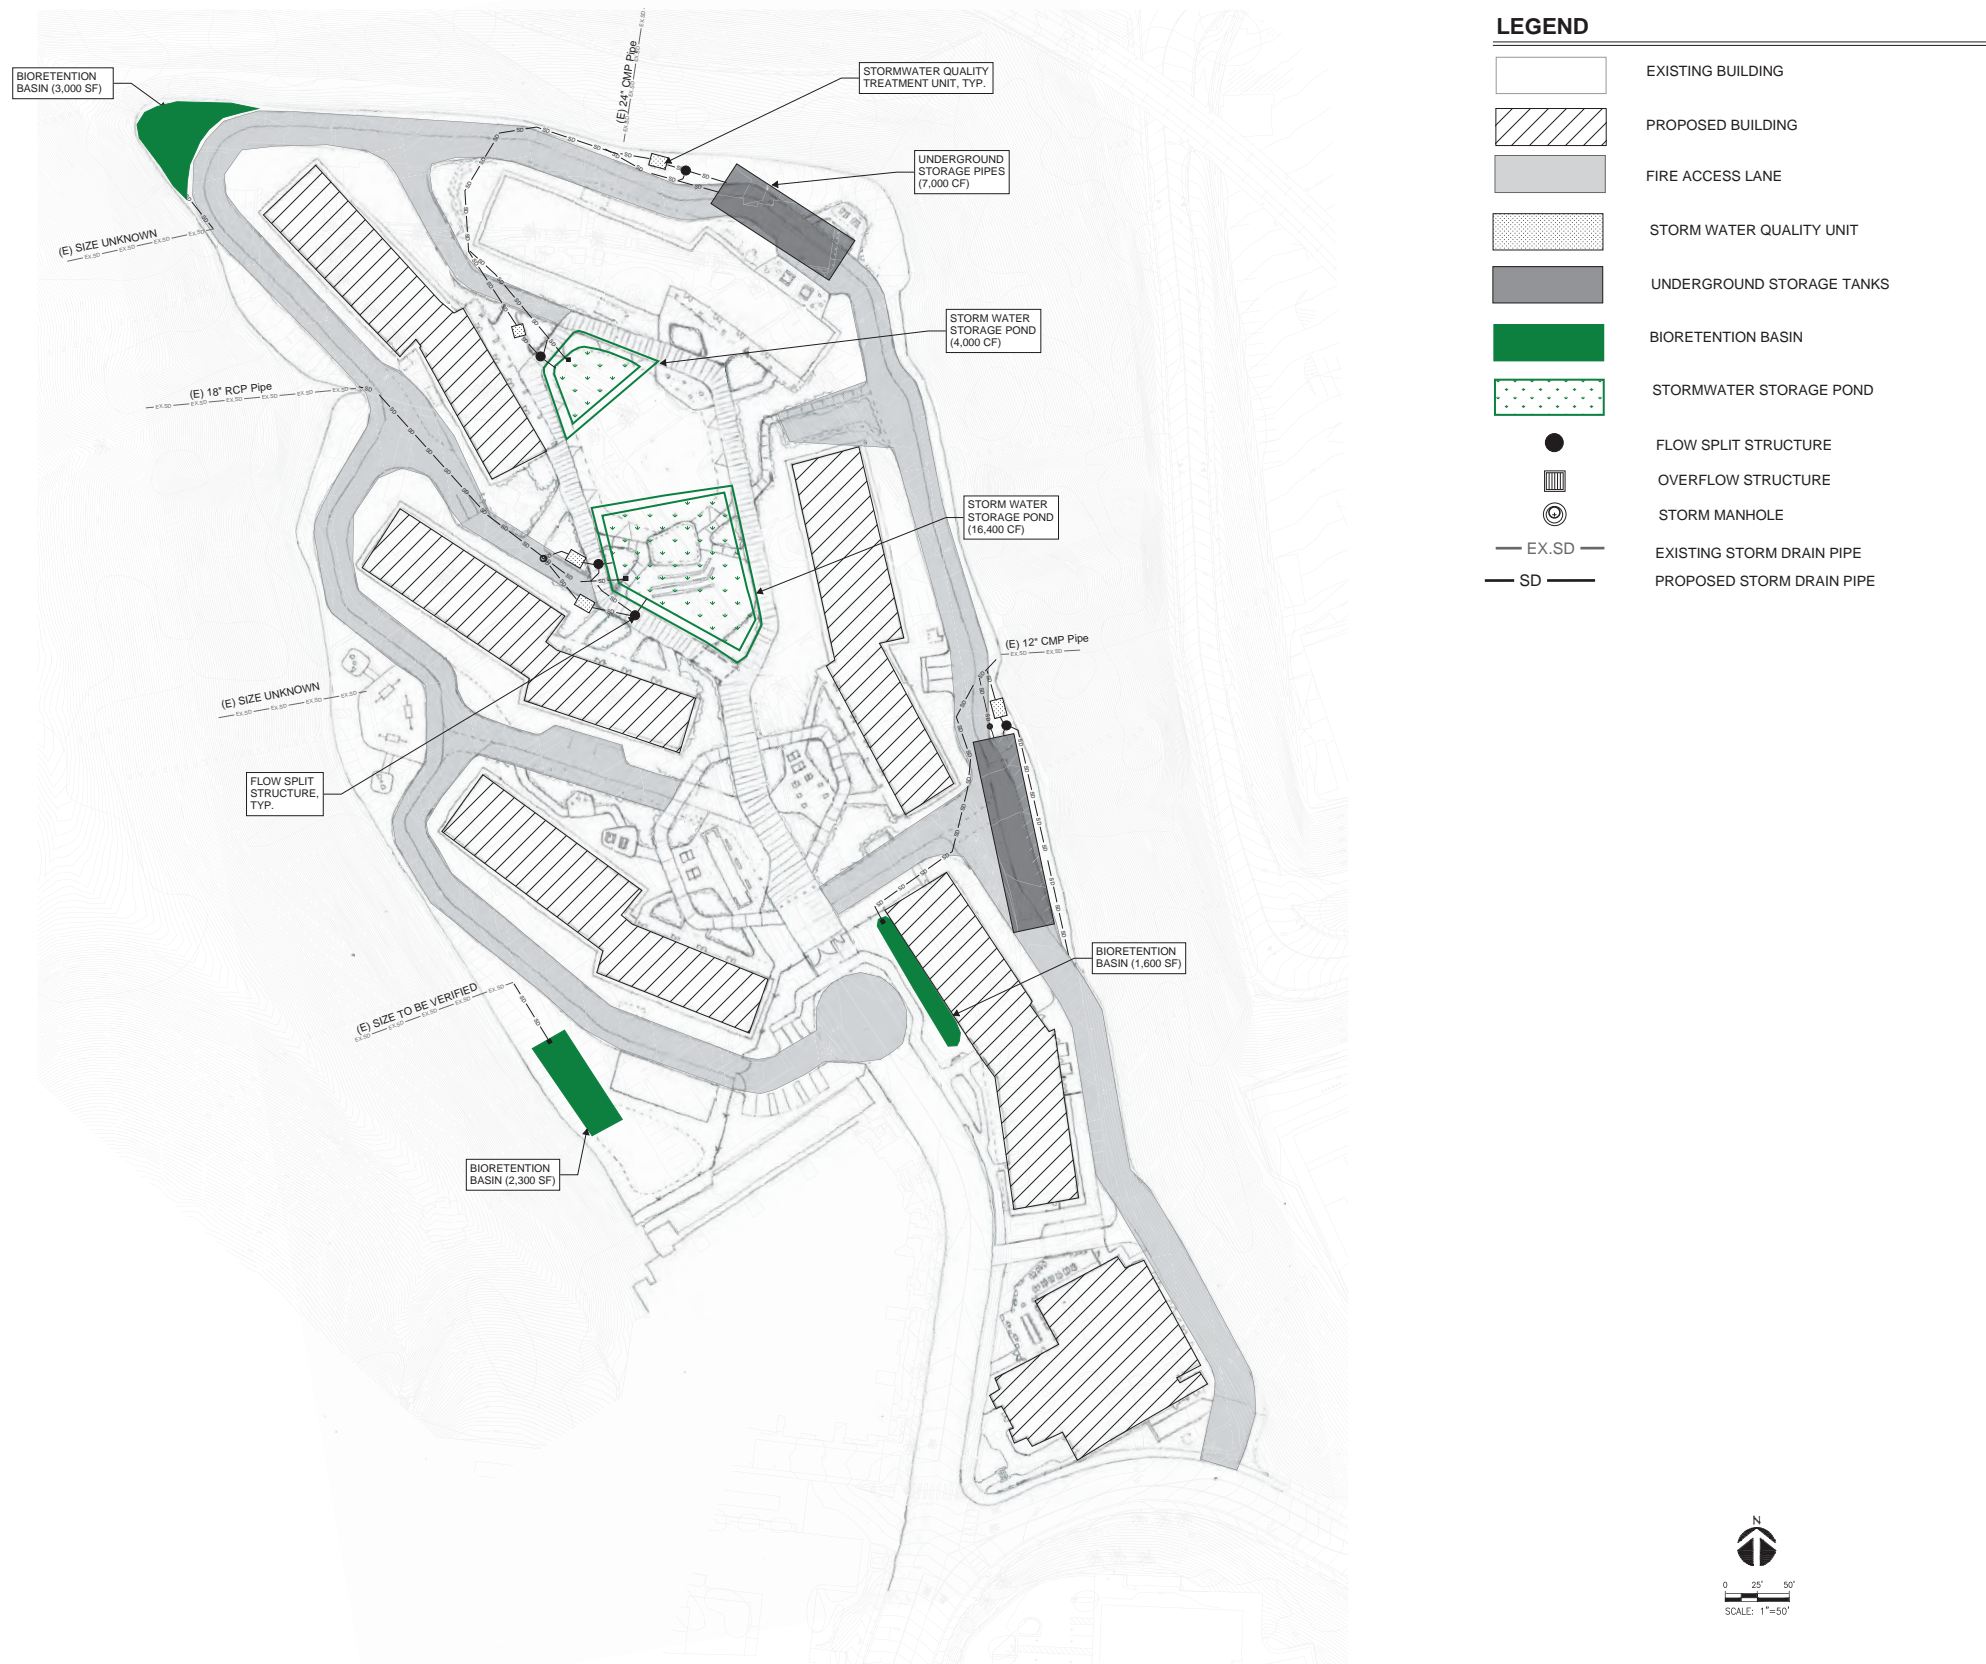 LEGEND
EXISTING BUILDING
PROPOSED BUILDING
FIRE ACCESS LANE
STORM WATER QUALITY UNIT
UNDERGROUND STORAGE TANKS
BIORETENTION BASIN
STORMWATER STORAGE POND
FLOW SPLIT STRUCTURE
OVERFLOW STRUCTURE
STORM MANHOLE
EX.SD
EXISTING STORM DRAIN PIPE
SD
PROPOSED STORM DRAIN PIPE
BIORETENTION
BASIN (3,000 SF)
(E) 24" CMP Pipe
STORMWATER QUALITY
TREATMENT UNIT, TYP.
UNDERGROUND
STORAGE PIPES
(7,000 CF)
(E) SIZE UNKNOWN
STORM WATER
STORAGE POND
(4,000 CF)
(E) 18" RCP Pipe
STORM WATER
STORAGE POND
(16,400 CF)
(E) 12" CMP Pipe
(E) SIZE UNKNOWN
FLOW SPLIT
STRUCTURE,
TYP.
BIORETENTION
BASIN (1,600 SF)
(E) SIZE TO BE VERIFIED
BIORETENTION
BASIN (2,300 SF)
N
0 25' 50'
SCALE: 1"=50'